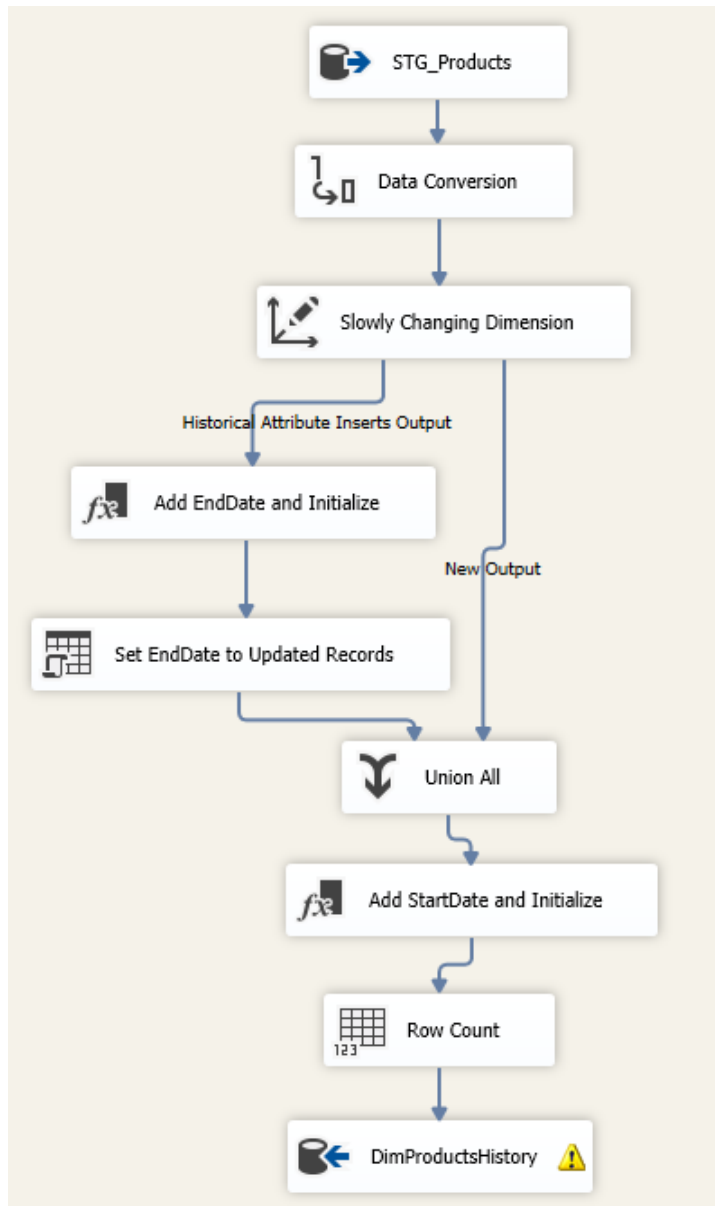 STG_Products
Data Conversion
Slowly Changing Dimension
Historical Attribute Inserts Output
Add EndDate and Initialize
New Output
Set EndDate to Updated Records
Union All
Add StartDate and Initialize
Row Count
123
DimProductsHistory